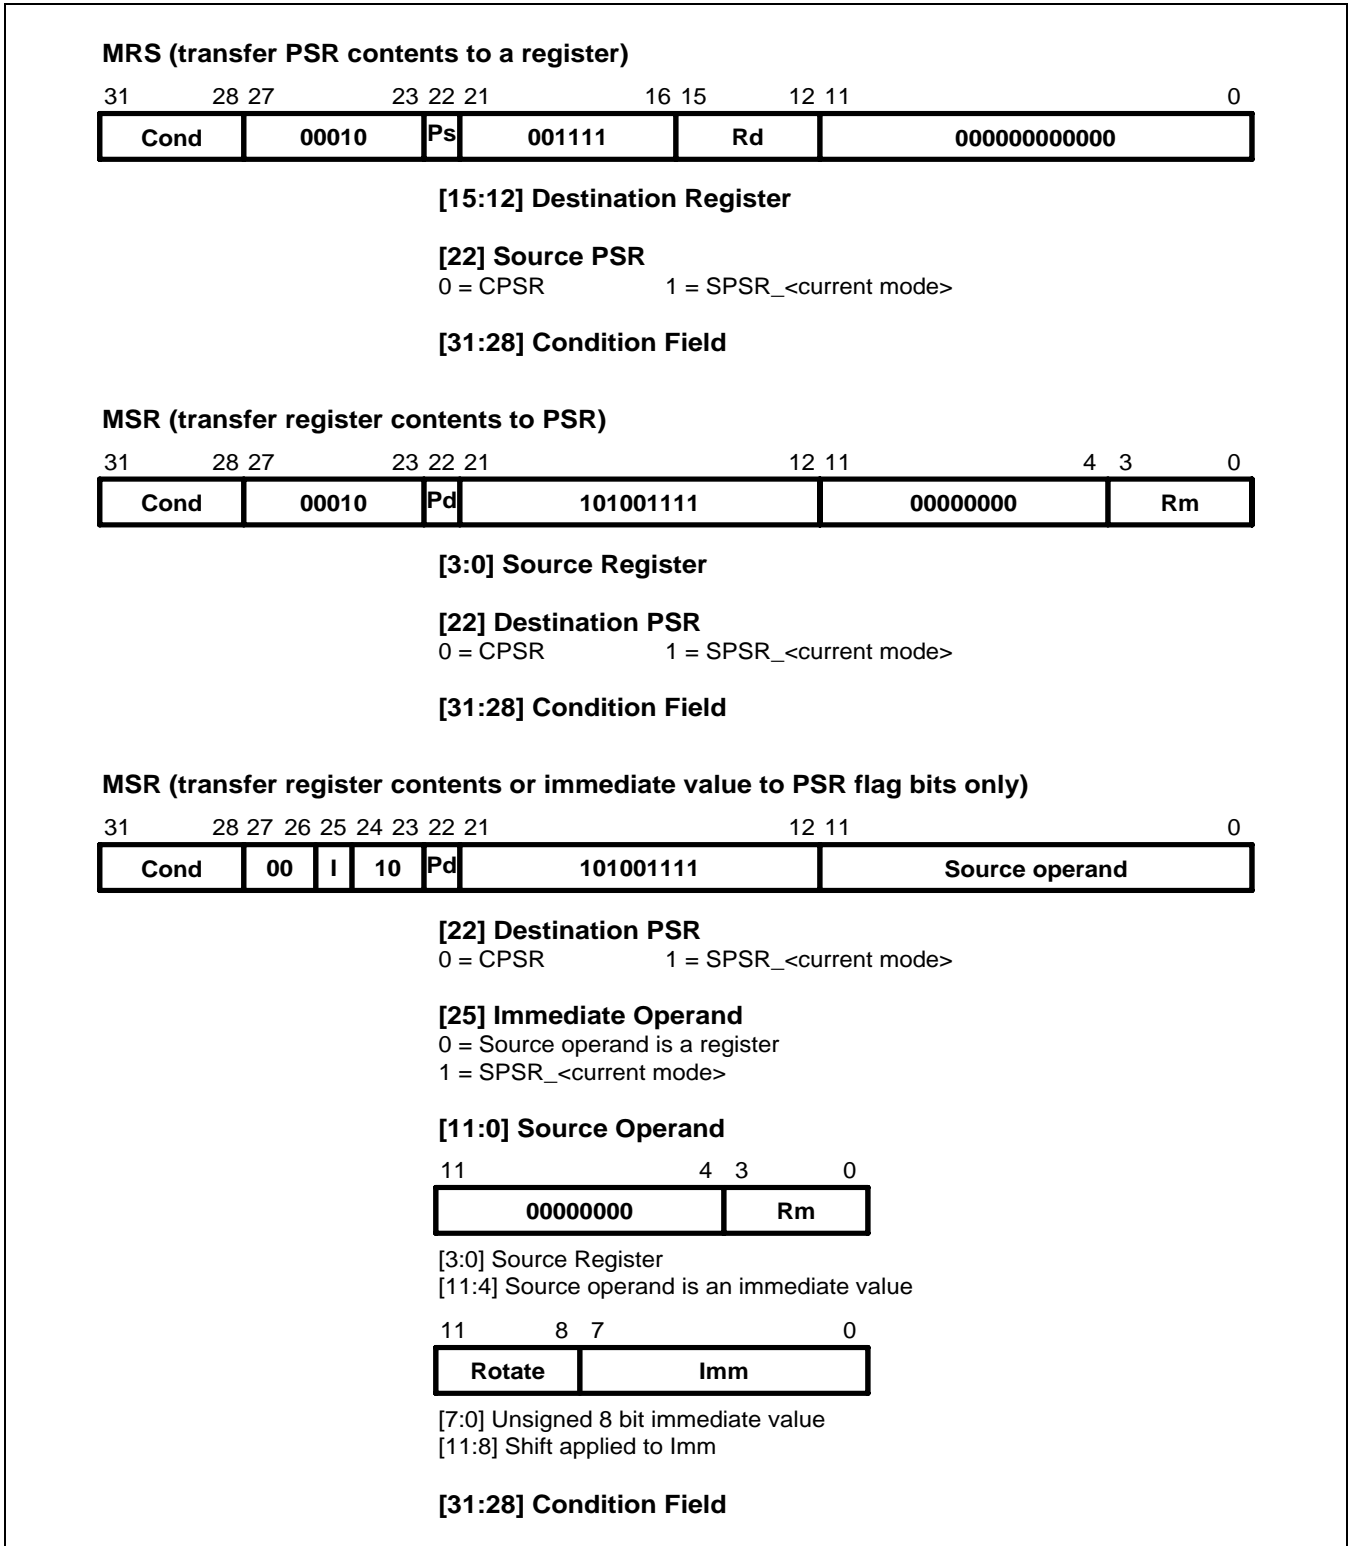 MRS (transfer PSR contents to a register)
31 28 27 23 22 21 16 15 12 11 0
Cond 00010 Ps 001111 Rd 000000000000
[15:12] Destination Register
[22] Source PSR
0 = CPSR 1 = SPSR_<current mode>
[31:28] Condition Field
MSR (transfer register contents to PSR)
31 28 27 23 22 21 12 11 4 3 0
Cond 00010 Pd 101001111 00000000 Rm
[3:0] Source Register
[22] Destination PSR
0 = CPSR 1 = SPSR_<current mode>
[31:28] Condition Field
MSR (transfer register contents or immediate value to PSR flag bits only)
31 28 27 26 25 24 23 22 21 12 11 0
Cond 00 I 10 Pd 101001111 Source operand
[22] Destination PSR
0 = CPSR 1 = SPSR_<current mode>
[25] Immediate Operand
0 = Source operand is a register
1 = SPSR_<current mode>
[11:0] Source Operand
11 4 3 0
00000000 Rm
[3:0] Source Register
[11:4] Source operand is an immediate value
11 8 7 0
Rotate Imm
[7:0] Unsigned 8 bit immediate value
[11:8] Shift applied to Imm
[31:28] Condition Field